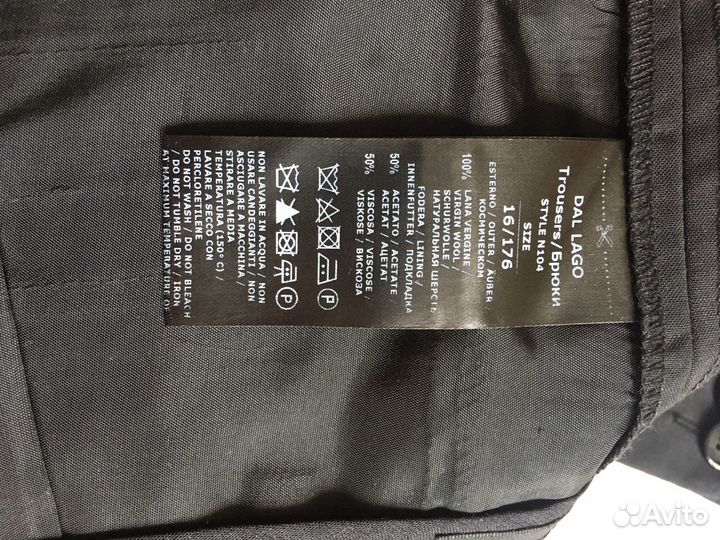 DAL LAGO
Trousers/Брюки
STYLE N104
SIZE
16/176
ESTERNO / OUTER / ÄUBER
КОСМИЧЕСКОМ
100% LANA VERGINE
VIRGIN WOOL
SCHURWOLLE /
НАТУРАЛЬНАЯ ШЕРСТЬ
FODERA / LINING /
INNENFUTTER / ПОДКЛАДКА
50% ACETATO / ACETATE
ACETAT / АЦЕТАТ
50% VISCOSA / VISCOSE /
VISKOSE / ВИСКОЗА
P
P
NON LAVARE IN ACQUA / NON
USARE CANDEGGIANTI / NON
ASCIUGARE A MACCHINA /
STIRARE A MEDIA
TEMPERATURA (150° C) /
LAVARE A SECCO CON
PERCLORETILENE
DO NOT WASH / DO NOT BLEACH
/ DO NOT TUMBLE DRY / IRON
AT MAXIMUM TEMPERATURE OF
Avito